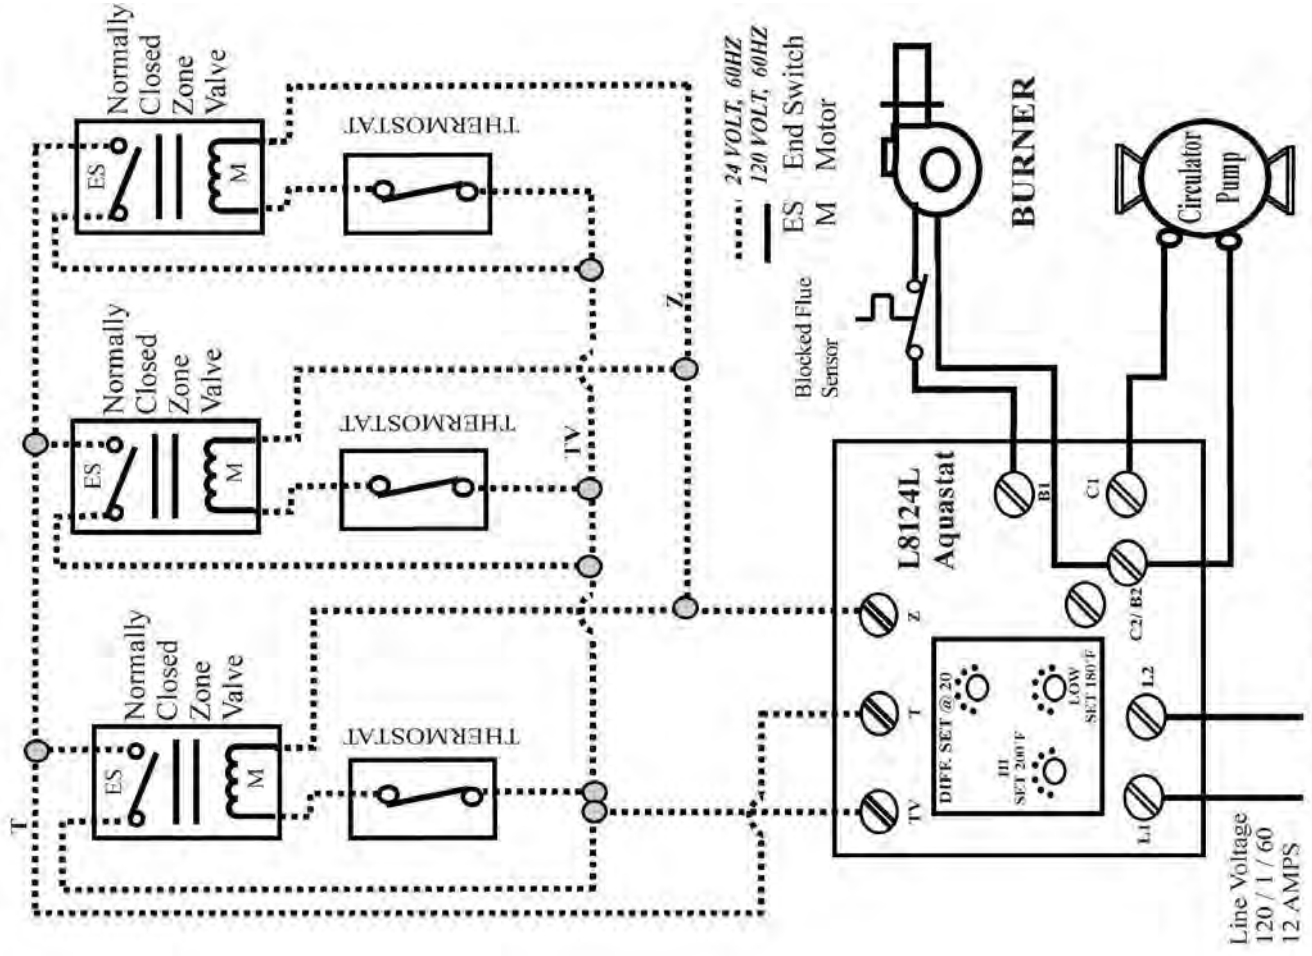 T
Normally
Closed
Zone
Valve
ES
M
THERMOSTAT
Normally
Closed
Zone
Valve
ES
M
THERMOSTAT
Normally
Closed
Zone
Valve
ES
M
THERMOSTAT
TV
Z
24 VOLT, 60HZ
120 VOLT, 60HZ
ES End Switch
M Motor
Blocked Flue
Sensor
BURNER
Circulator
Pump
L8124L
Aquastat
TV
T
Z
B1
C1
C2/ B2
L2
L1
DIFF. SET @ 20
HI
SET 200°F
LOW
SET 180°F
Line Voltage
120 / 1 / 60
12 AMPS